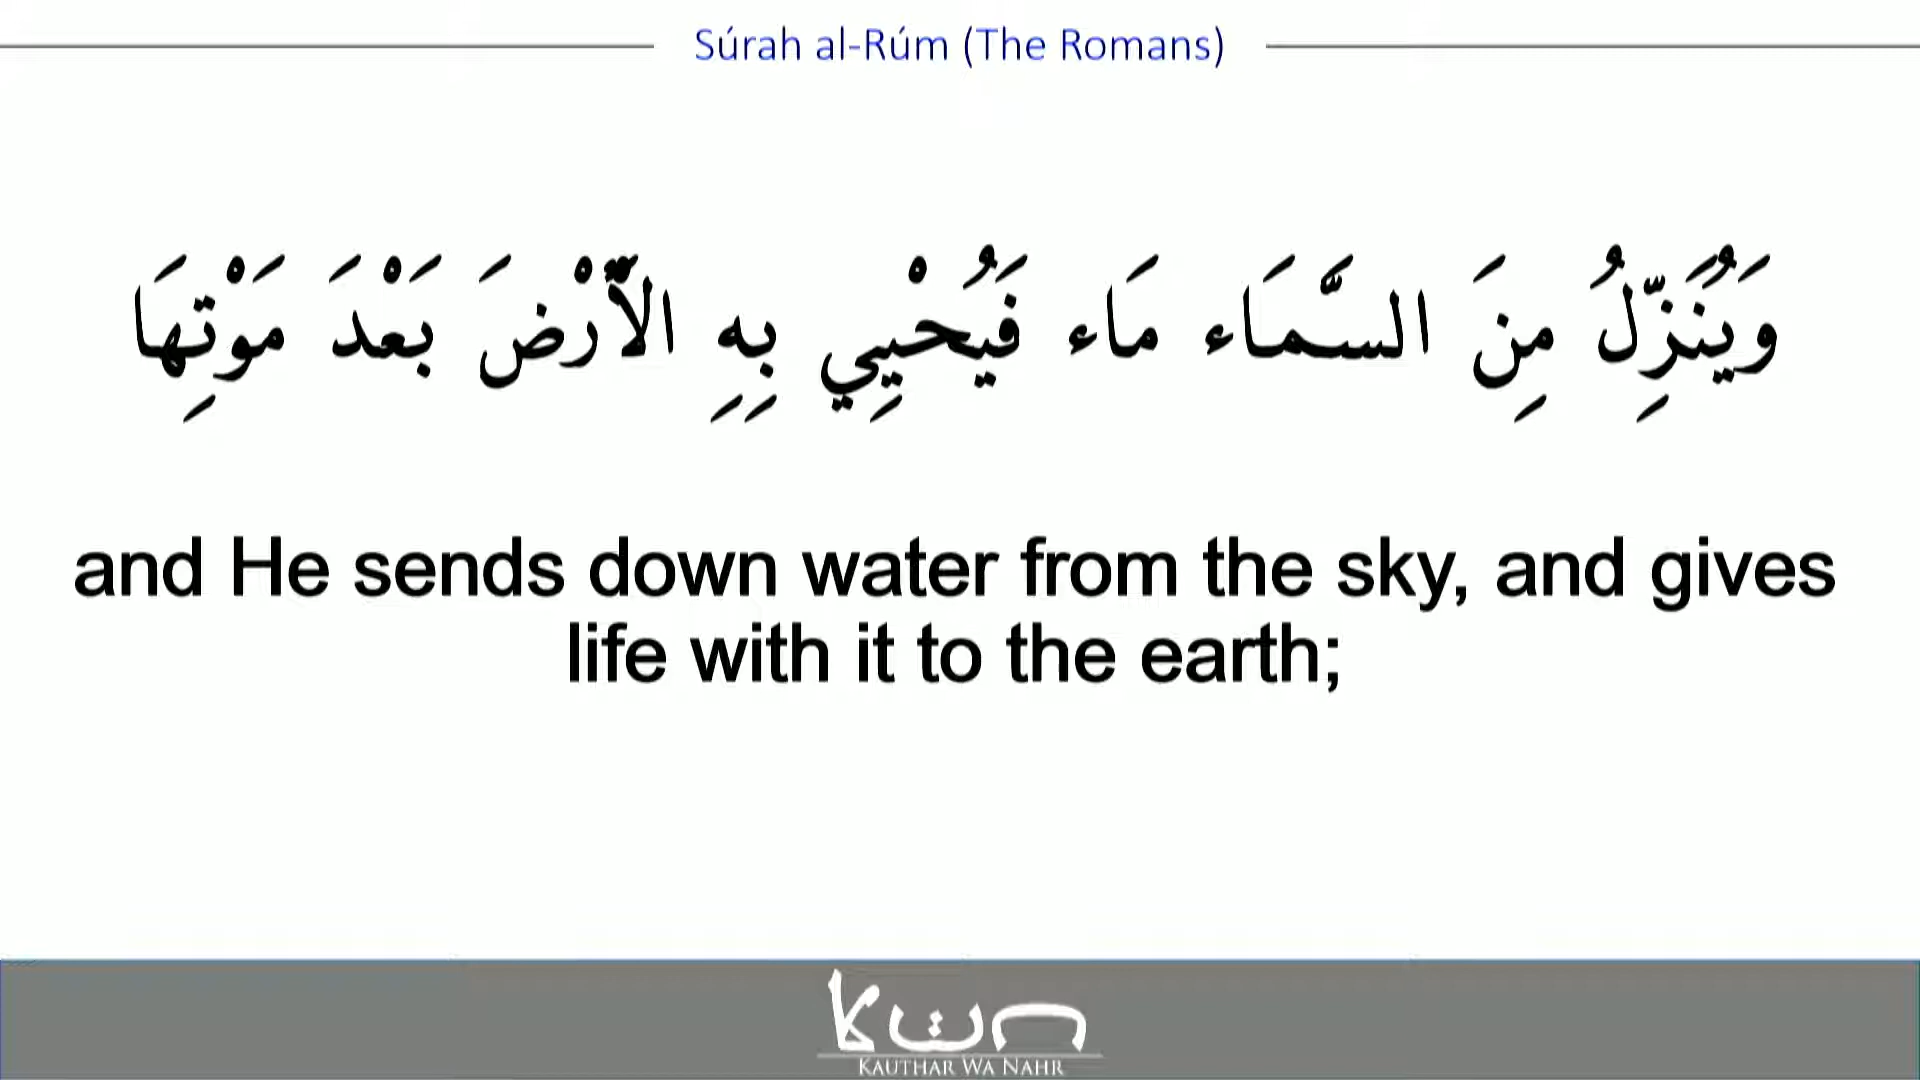 Súrah al-Rúm (The Romans)
وَيُنَزِّلُ مِنَ السَّمَاء مَاء فَيُحْيِي بِهِ الْأَرْضَ بَعْدَ مَوْتِهَا
and He sends down water from the sky, and gives
life with it to the earth;
KAUTHAR WA NAHR